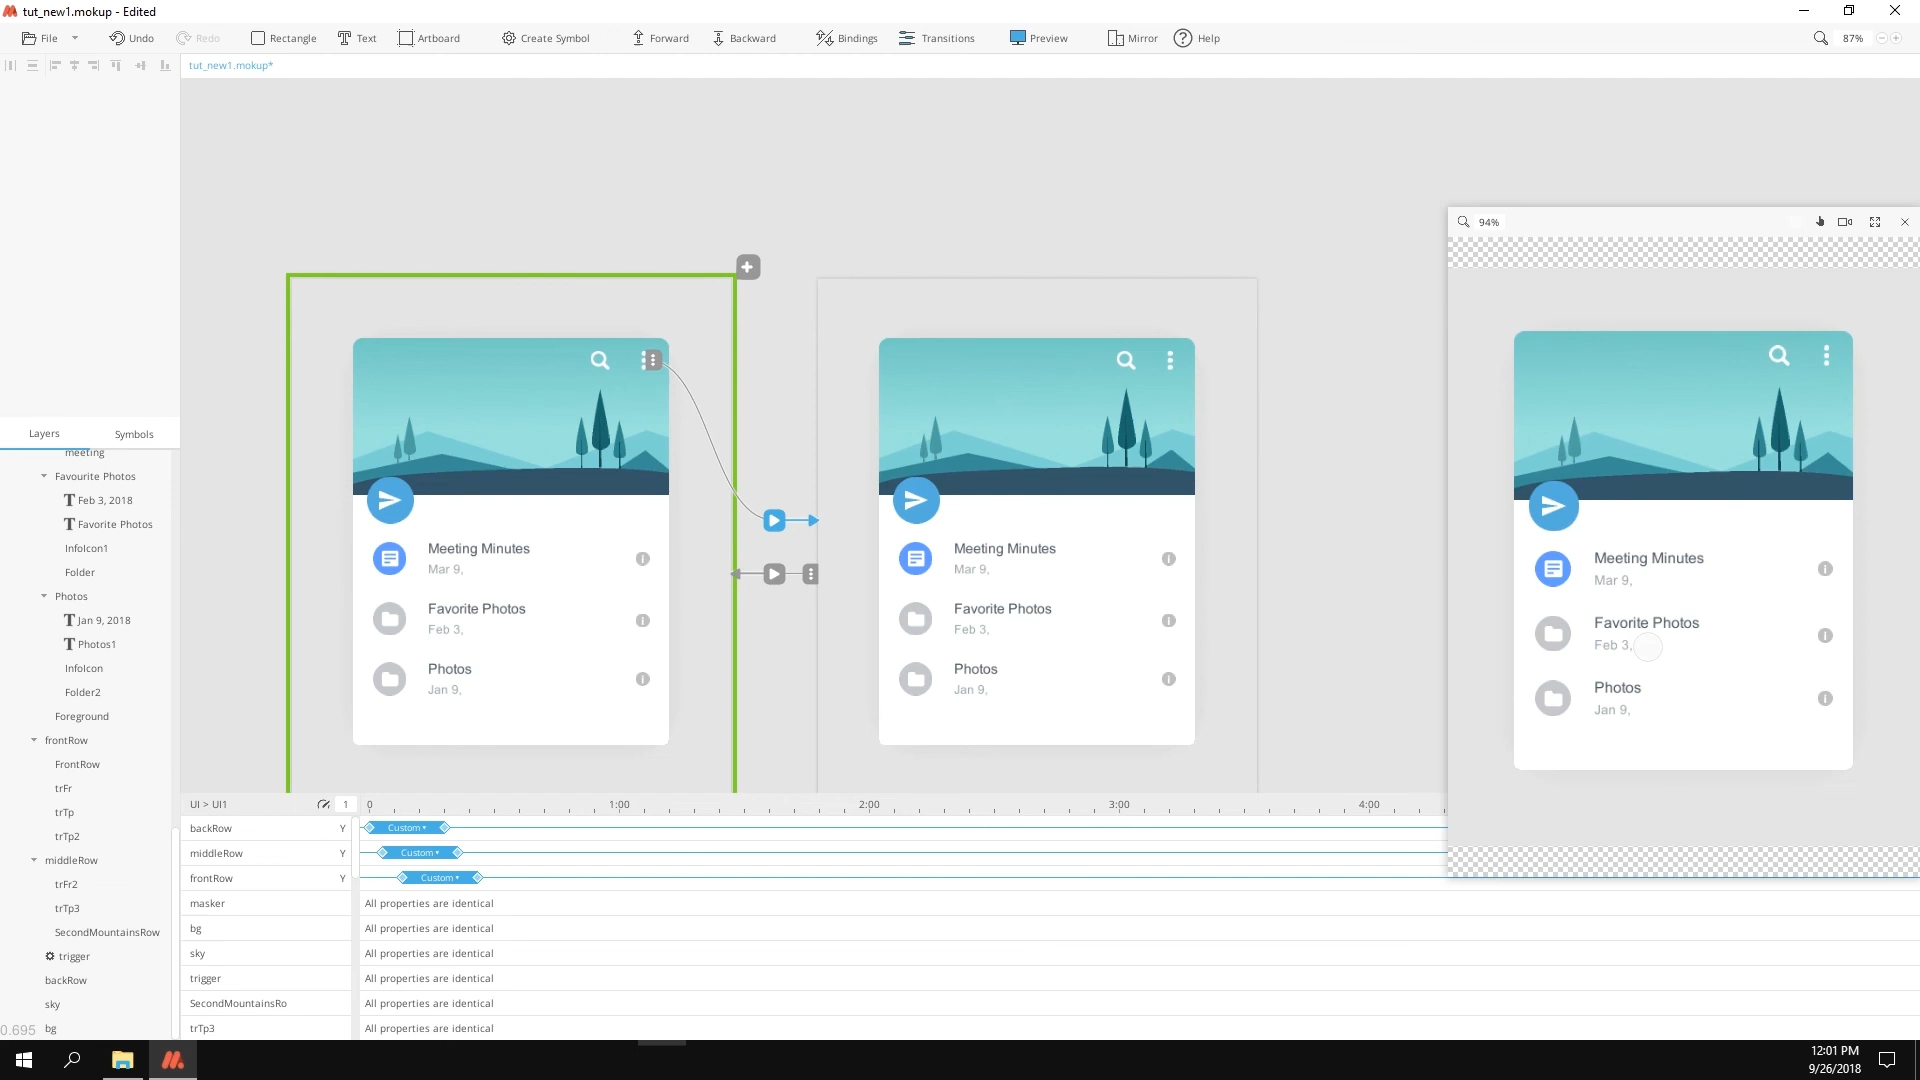 tut_new1.mokup - Edited
File
Undo
Redo
Rectangle
Text
Artboard
Create Symbol
Forward
Backward
Bindings
Transitions
Preview
Mirror
Help
87%
tut_new1.mokup*
94%
Meeting Minutes
Mar 9,
Favorite Photos
Feb 3,
Photos
Jan 9,
Meeting Minutes
Mar 9,
Favorite Photos
Feb 3,
Photos
Jan 9,
Meeting Minutes
Mar 9,
Favorite Photos
Feb 3,
Photos
Jan 9,
Layers
Symbols
meeting
Favourite Photos
Feb 3, 2018
Favorite Photos
InfoIcon1
Folder
Photos
Jan 9, 2018
Photos1
InfoIcon
Folder2
Foreground
frontRow
FrontRow
trFr
trTp
trTp2
middleRow
trFr2
trTp3
SecondMountainsRow
trigger
backRow
sky
bg
0.695
UI > UI1
1
0
1:00
2:00
3:00
4:00
backRow Y Custom
middleRow Y Custom
frontRow Y Custom
masker All properties are identical
bg All properties are identical
sky All properties are identical
trigger All properties are identical
SecondMountainsRo All properties are identical
trTp3 All properties are identical
12:01 PM
9/26/2018